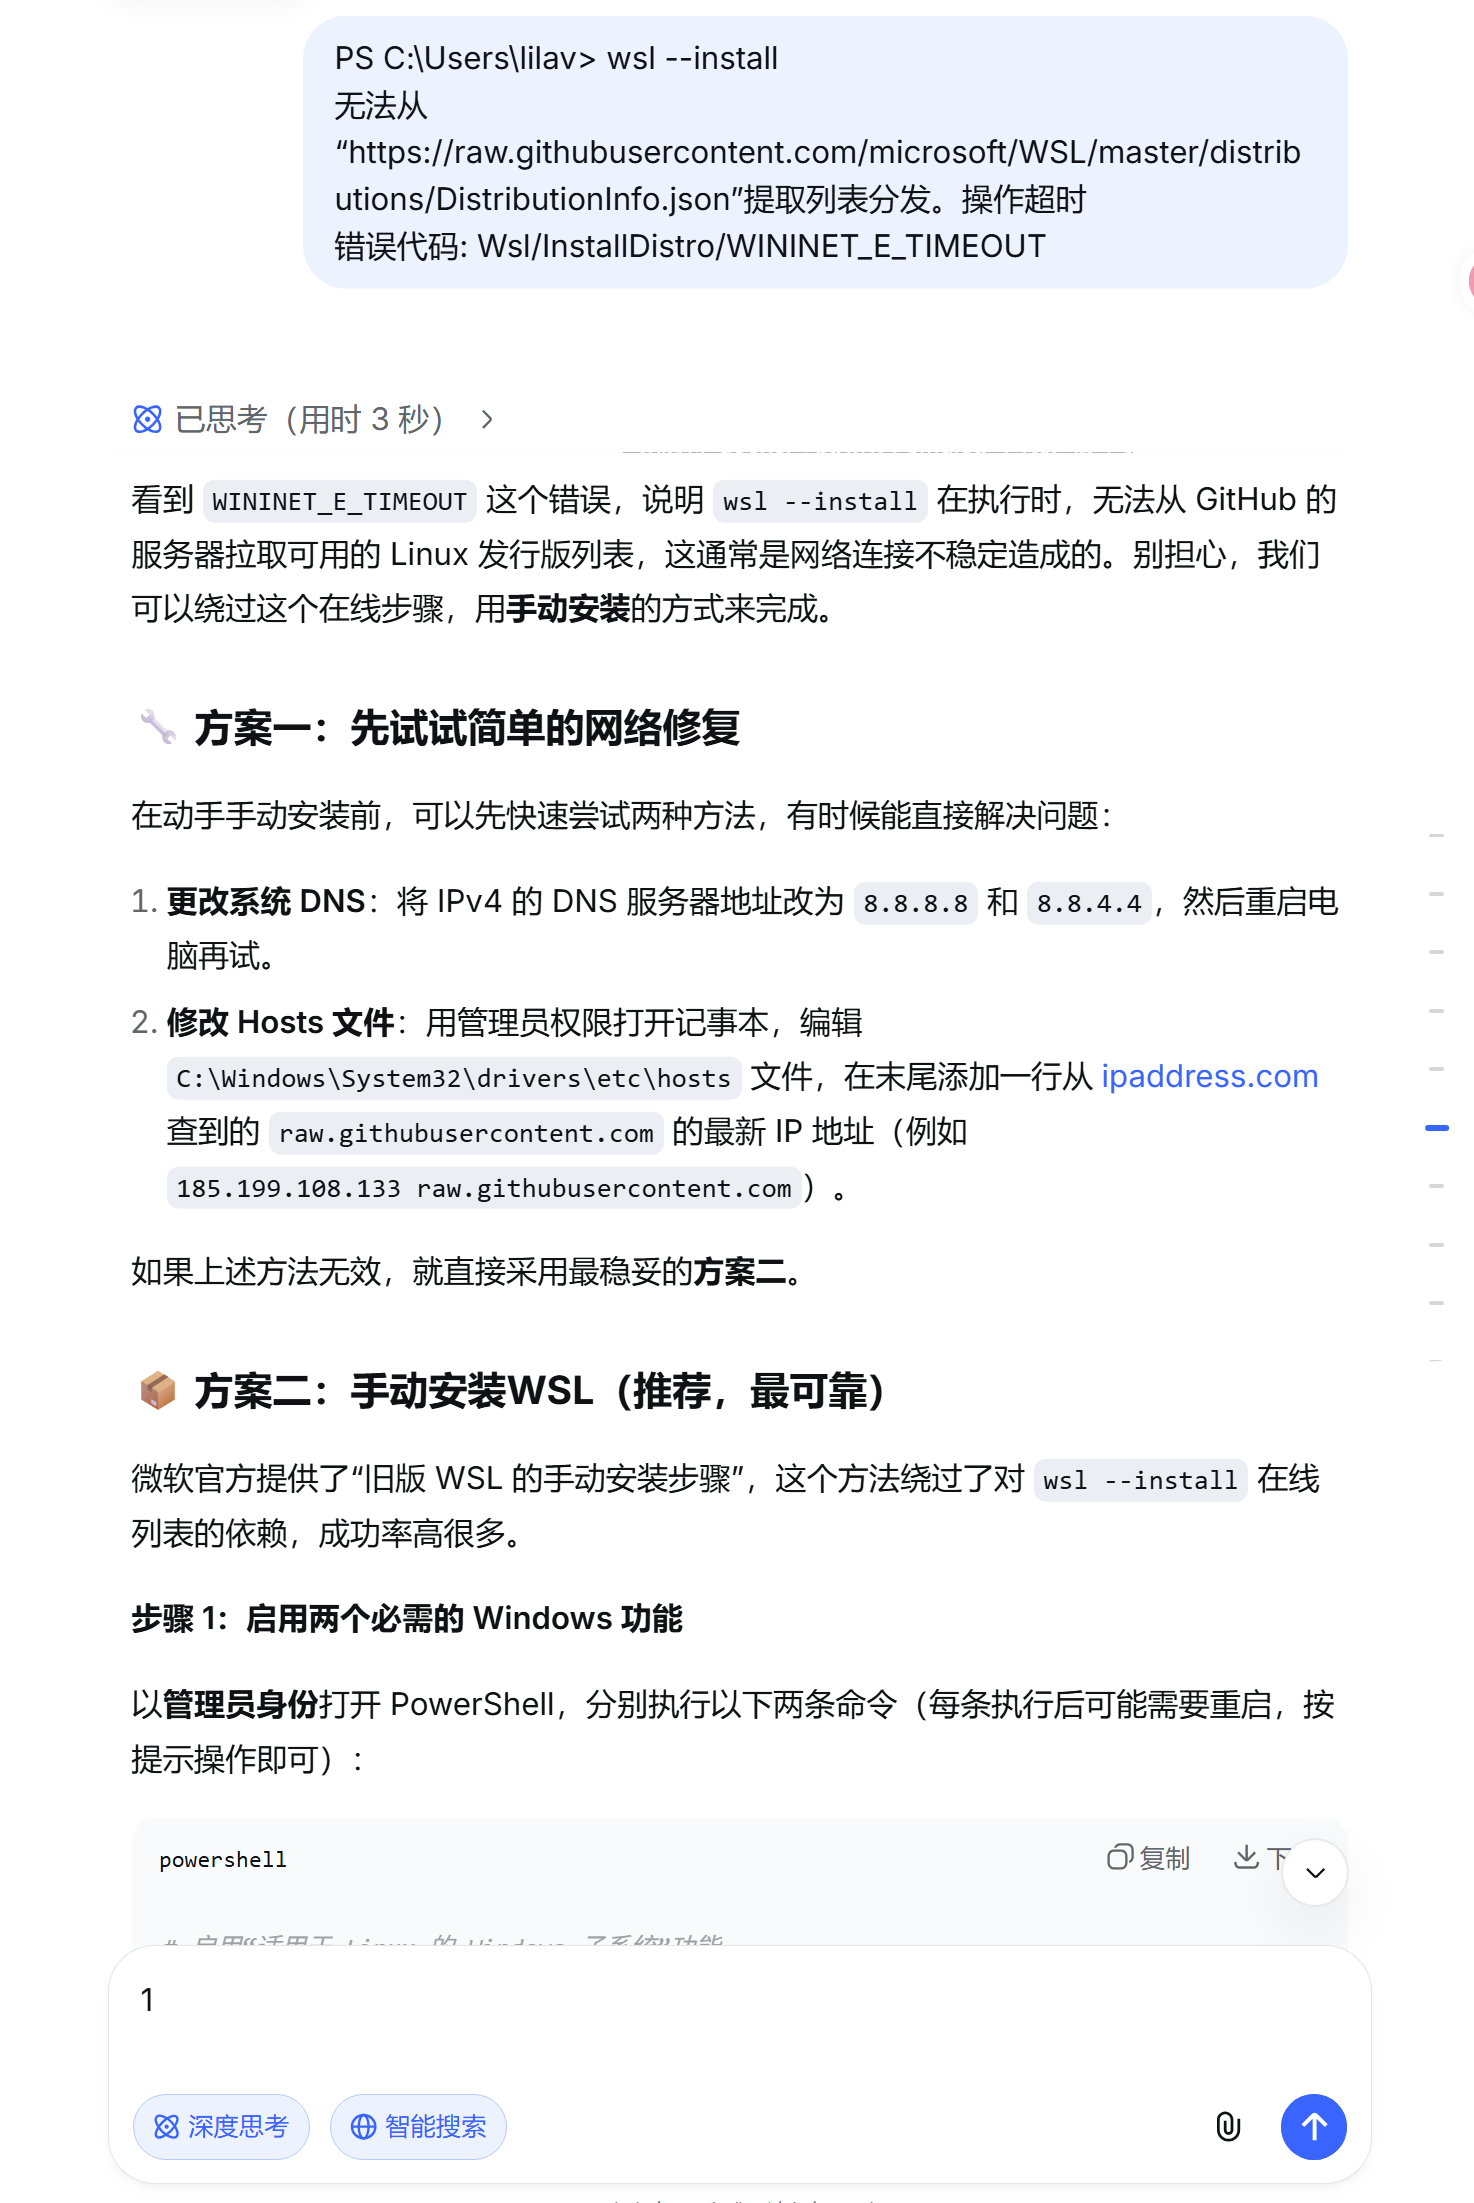 PS C:\Users\lilav> wsl --install
无法从
“https://raw.githubusercontent.com/microsoft/WSL/master/distrib
utions/DistributionInfo.json”提取列表分发。操作超时
错误代码: Wsl/InstallDistro/WININET_E_TIMEOUT
已思考（用时 3 秒）
看到 WININET_E_TIMEOUT 这个错误，说明 wsl --install 在执行时，无法从 GitHub 的
服务器拉取可用的 Linux 发行版列表，这通常是网络连接不稳定造成的。别担心，我们
可以绕过这个在线步骤，用手动安装的方式来完成。
🔧 方案一：先试试简单的网络修复
在动手手动安装前，可以先快速尝试两种方法，有时候能直接解决问题：
1. 更改系统 DNS：将 IPv4 的 DNS 服务器地址改为 8.8.8.8 和 8.8.4.4，然后重启电
脑再试。
2. 修改 Hosts 文件：用管理员权限打开记事本，编辑
C:\Windows\System32\drivers\etc\hosts 文件，在末尾添加一行从 ipaddress.com
查到的 raw.githubusercontent.com 的最新 IP 地址（例如
185.199.108.133 raw.githubusercontent.com）。
如果上述方法无效，就直接采用最稳妥的方案二。
📦 方案二：手动安装WSL（推荐，最可靠）
微软官方提供了“旧版 WSL 的手动安装步骤”，这个方法绕过了对 wsl --install 在线
列表的依赖，成功率高很多。
步骤 1：启用两个必需的 Windows 功能
以管理员身份打开 PowerShell，分别执行以下两条命令（每条执行后可能需要重启，按
提示操作即可）：
powershell
复制
下
# 启用“适用于 Linux 的 Windows 子系统”功能
1
深度思考
智能搜索